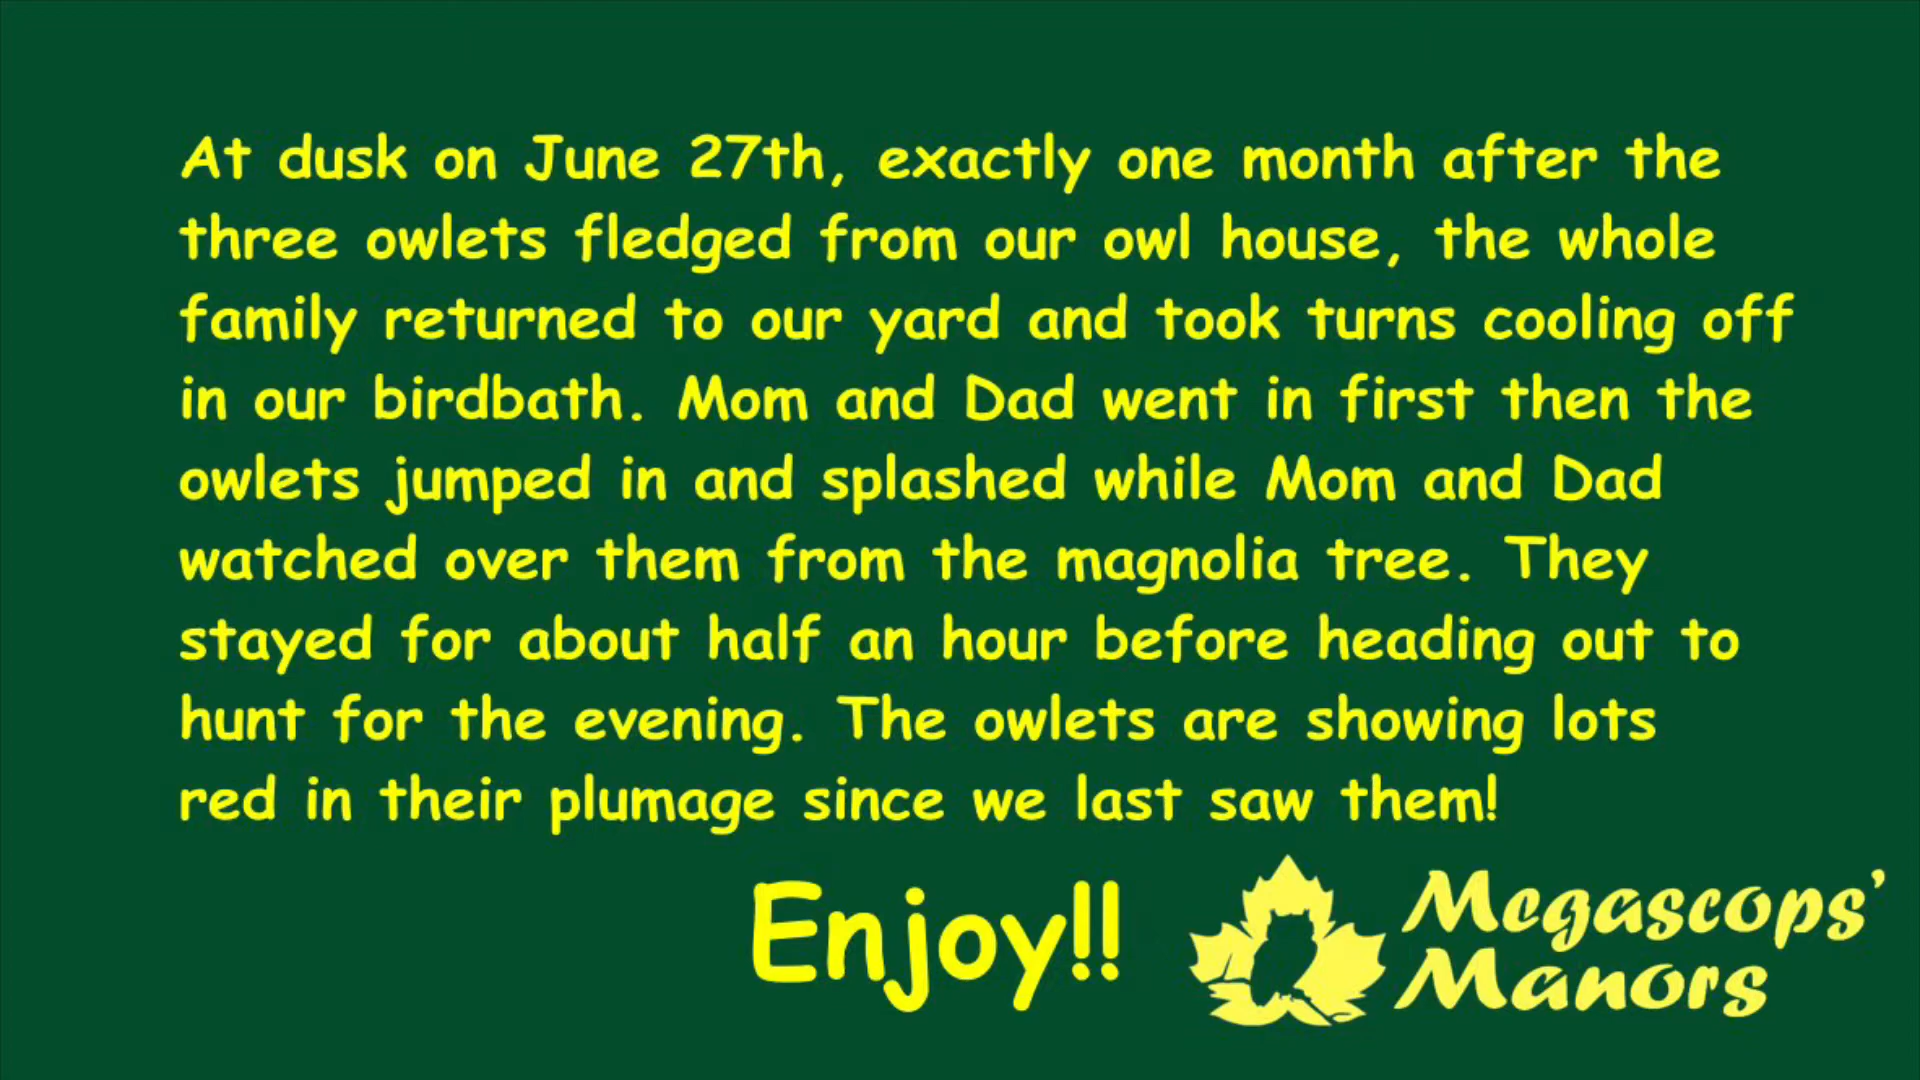 At dusk on June 27th, exactly one month after the
three owlets fledged from our owl house, the whole
family returned to our yard and took turns cooling off
in our birdbath. Mom and Dad went in first then the
owlets jumped in and splashed while Mom and Dad
watched over them from the magnolia tree. They
stayed for about half an hour before heading out to
hunt for the evening. The owlets are showing lots
red in their plumage since we last saw them!
Enjoy!!
Megascops'
Manors